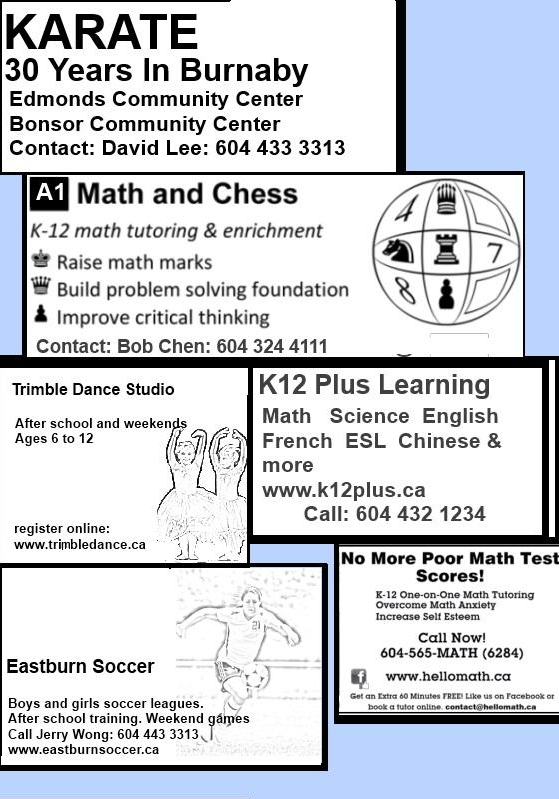 KARATE
30 Years In Burnaby
Edmonds Community Center
Bonsor Community Center
Contact: David Lee: 604 433 3313
A1 Math and Chess
K-12 math tutoring & enrichment
Raise math marks
Build problem solving foundation
Improve critical thinking
Contact: Bob Chen: 604 324 4111
4
7
8
Trimble Dance Studio
After school and weekends
Ages 6 to 12
register online:
www.trimbledance.ca
K12 Plus Learning
Math Science English
French ESL Chinese &
more
www.k12plus.ca
Call: 604 432 1234
No More Poor Math Test
Scores!
K-12 One-on-One Math Tutoring
Overcome Math Anxiety
Increase Self Esteem
Call Now!
604-565-MATH (6284)
f www.hellomath.ca
Get an Extra 60 Minutes FREE! Like us on Facebook or
book a tutor online. contact@hellomath.ca
21
Eastburn Soccer
Boys and girls soccer leagues.
After school training. Weekend games
Call Jerry Wong: 604 443 3313
www.eastburnsoccer.ca